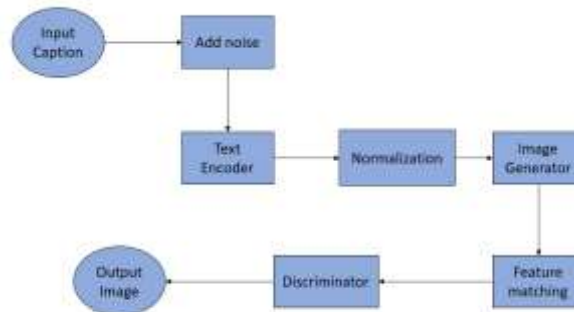 Input
Caption
Add noise
Text
Encoder
Normalization
Image
Generator
Output
Image
Discriminator
Feature
matching